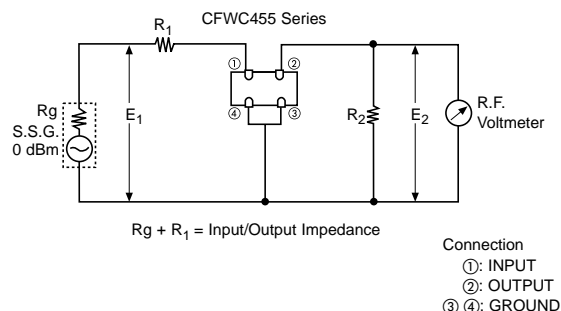 CFWC455 Series
R1
① ②
④ ③
Rg
S.S.G.
0 dBm
E1
R2
E2
R.F.
Voltmeter
Rg + R1 = Input/Output Impedance
Connection
①: INPUT
②: OUTPUT
③ ④: GROUND